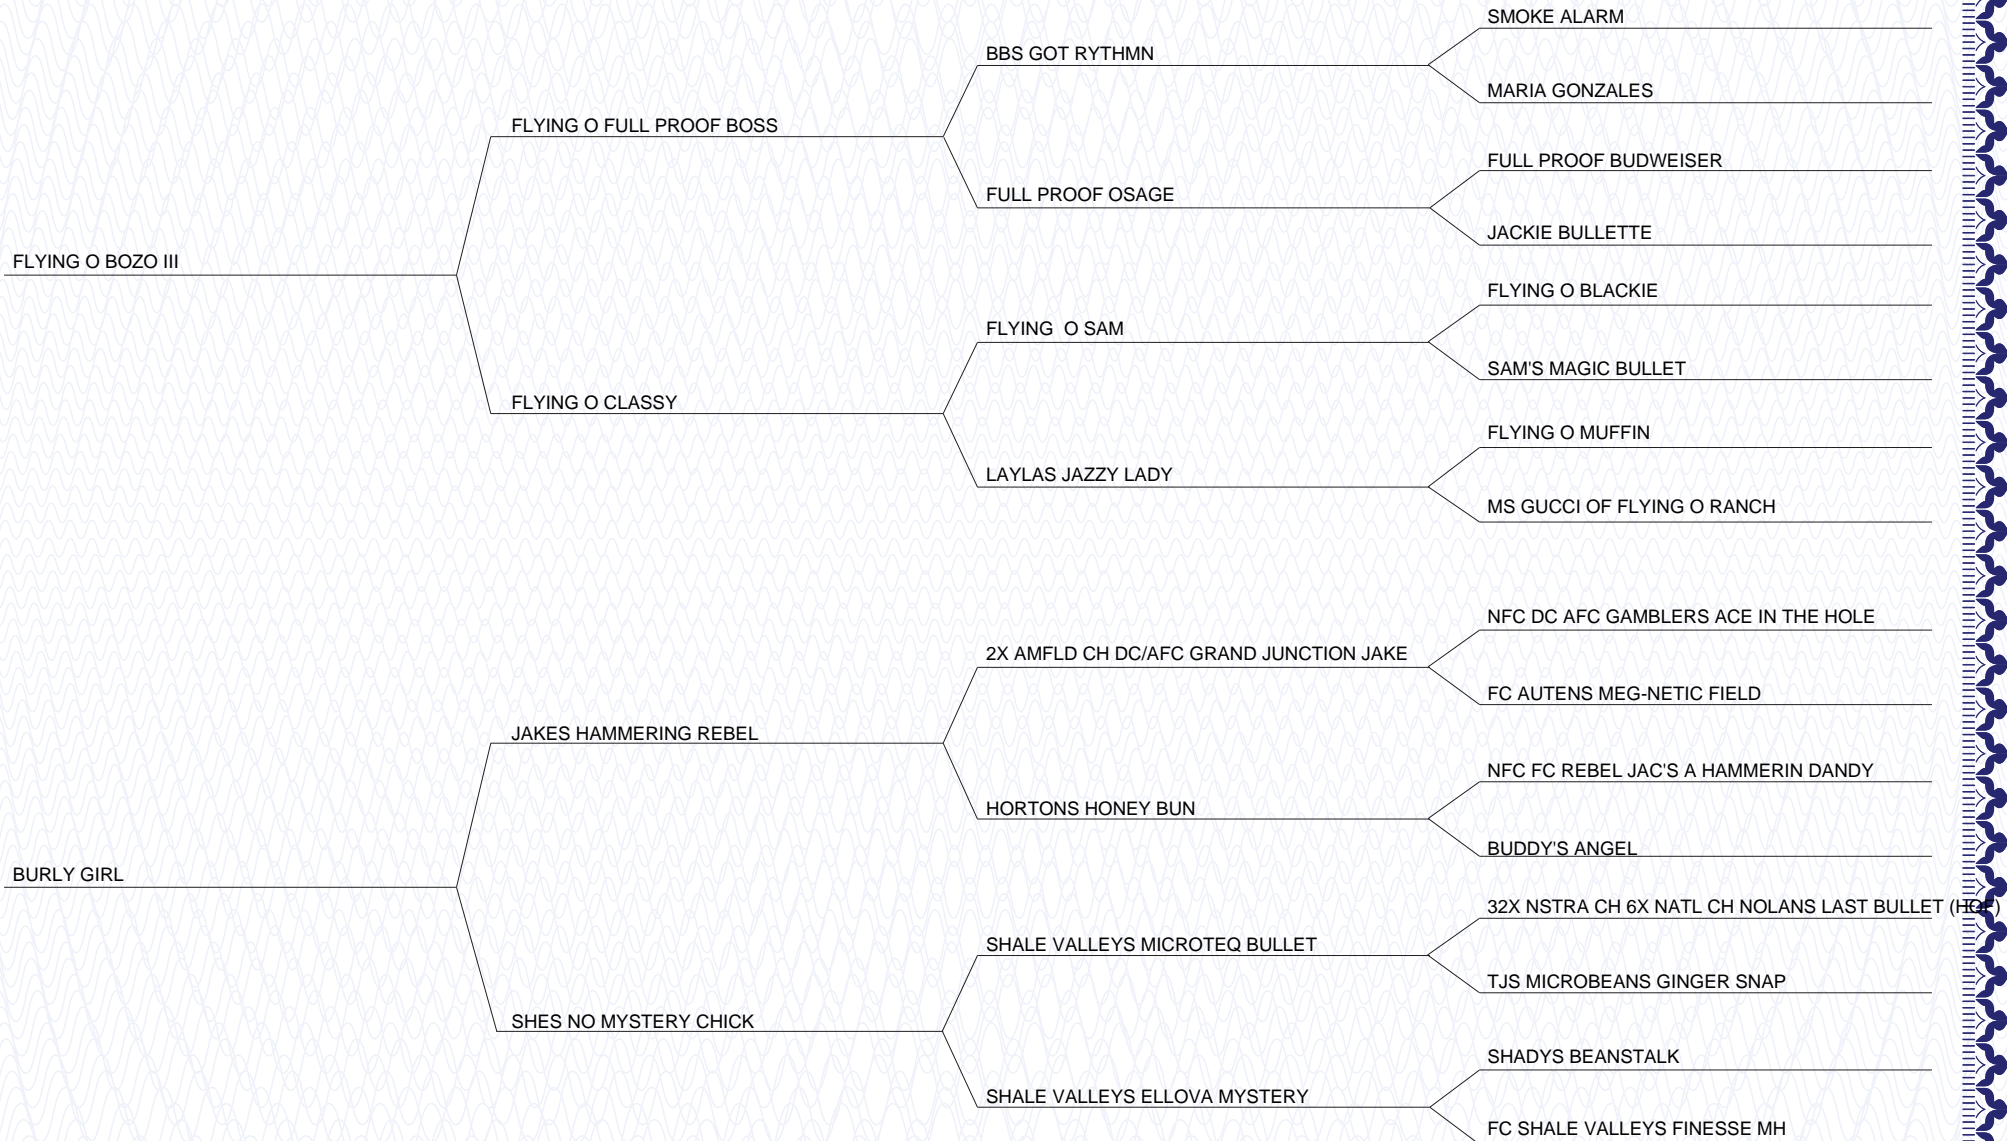 SMOKE ALARM
BBS GOT RYTHMN
MARIA GONZALES
FLYING O FULL PROOF BOSS
FULL PROOF BUDWEISER
FULL PROOF OSAGE
JACKIE BULLETTE
FLYING O BOZO III
FLYING O BLACKIE
FLYING  O SAM
SAM'S MAGIC BULLET
FLYING O CLASSY
FLYING O MUFFIN
LAYLAS JAZZY LADY
MS GUCCI OF FLYING O RANCH
NFC DC AFC GAMBLERS ACE IN THE HOLE
2X AMFLD CH DC/AFC GRAND JUNCTION JAKE
FC AUTENS MEG-NETIC FIELD
JAKES HAMMERING REBEL
NFC FC REBEL JAC'S A HAMMERIN DANDY
HORTONS HONEY BUN
BUDDY'S ANGEL
BURLY GIRL
32X NSTRA CH 6X NATL CH NOLANS LAST BULLET (HOF)
SHALE VALLEYS MICROTEQ BULLET
TJS MICROBEANS GINGER SNAP
SHES NO MYSTERY CHICK
SHADYS BEANSTALK
SHALE VALLEYS ELLOVA MYSTERY
FC SHALE VALLEYS FINESSE MH